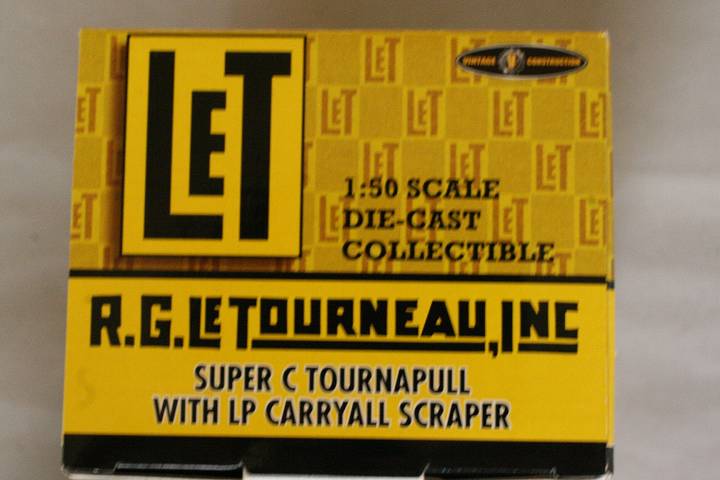 LET
VINTAGE V CONSTRUCTION
1:50 SCALE
DIE-CAST
COLLECTIBLE
R.G. LETOURNEAU, INC
SUPER C TOURNAPULL
WITH LP CARRYALL SCRAPER